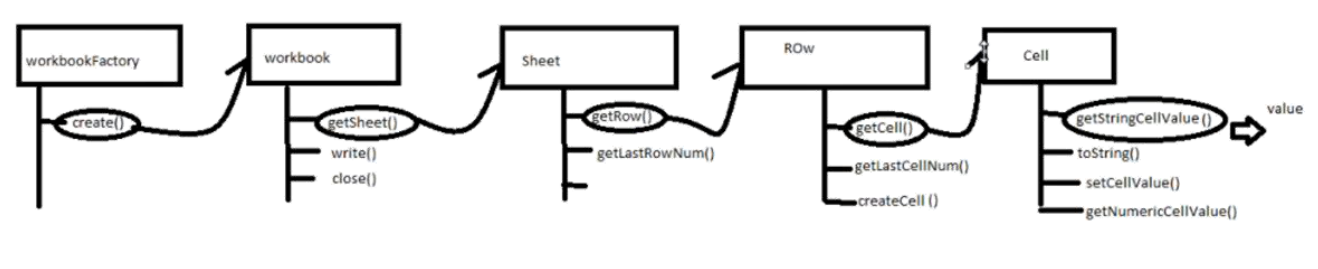 workbookFactory
create()
workbook
getSheet()
write()
close()
Sheet
getRow()
getLastRowNum()
ROw
getCell()
getLastCellNum()
createCell ()
Cell
getStringCellValue ()
toString()
setCellValue()
getNumericCellValue()
value